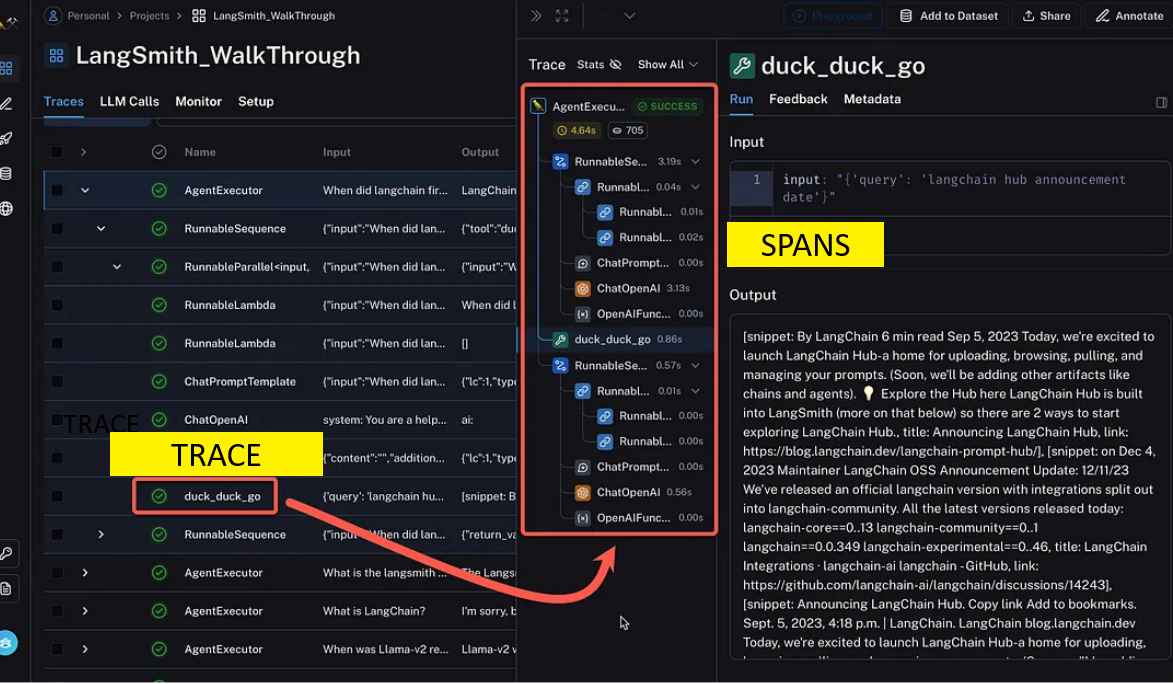 Personal > Projects > LangSmith_WalkThrough
LangSmith_WalkThrough
Traces LLM Calls Monitor Setup
Name Input Output
AgentExecutor When did langchain fir... LangChain
RunnableSequence {"input":"When did lan... {"tool":"duc
RunnableParallel<input, {"input":"When did lan... {"input":"W
RunnableLambda {"input":"When did lan... When did l
RunnableLambda {"input":"When did lan... []
ChatPromptTemplate {"input":"When did lan... {"lc":1,"type
ChatOpenAI system: You are a help... ai:
TRACE
TRACE
{"content":"","addition... {"lc":1,"type
duck_duck_go {'query': 'langchain hu... [snippet: B
RunnableSequence {"input":"When did lan... {"return_va
AgentExecutor What is the langsmith ... The Langs
AgentExecutor What is LangChain? I'm sorry, b
AgentExecutor When was Llama-v2 re... Llama-v2 w
Playground Add to Dataset Share Annotate
Trace Stats Show All
AgentExecu... SUCCESS
4.64s 705
RunnableSe... 3.19s
Runnabl... 0.04s
Runnabl... 0.01s
Runnabl... 0.02s
ChatPrompt... 0.00s
ChatOpenAI 3.13s
OpenAIFunc... 0.00s
duck_duck_go 0.86s
RunnableSe... 0.57s
Runnabl... 0.01s
Runnabl... 0.00s
Runnabl... 0.00s
ChatPrompt... 0.00s
ChatOpenAI 0.56s
OpenAIFunc... 0.00s
duck_duck_go
Run Feedback Metadata
Input
1 input: "{'query': 'langchain hub announcement
date'}"
SPANS
Output
[snippet: By LangChain 6 min read Sep 5, 2023 Today, we're excited to
launch LangChain Hub-a home for uploading, browsing, pulling, and
managing your prompts. (Soon, we'll be adding other artifacts like
chains and agents). 💡 Explore the Hub here LangChain Hub is built
into LangSmith (more on that below) so there are 2 ways to start
exploring LangChain Hub., title: Announcing LangChain Hub, link:
https://blog.langchain.dev/langchain-prompt-hub/], [snippet: on Dec 4,
2023 Maintainer LangChain OSS Announcement Update: 12/11/23
We've released an official langchain version with integrations split out
into langchain-community. All the latest versions released today:
langchain-core==0..13 langchain-community==0..1
langchain==0.0.349 langchain-experimental==0..46, title: LangChain
Integrations · langchain-ai langchain - GitHub, link:
https://github.com/langchain-ai/langchain/discussions/14243],
[snippet: Announcing LangChain Hub. Copy link Add to bookmarks.
Sept. 5, 2023, 4:18 p.m. | LangChain. LangChain blog.langchain.dev
Today, we're excited to launch LangChain Hub-a home for uploading,